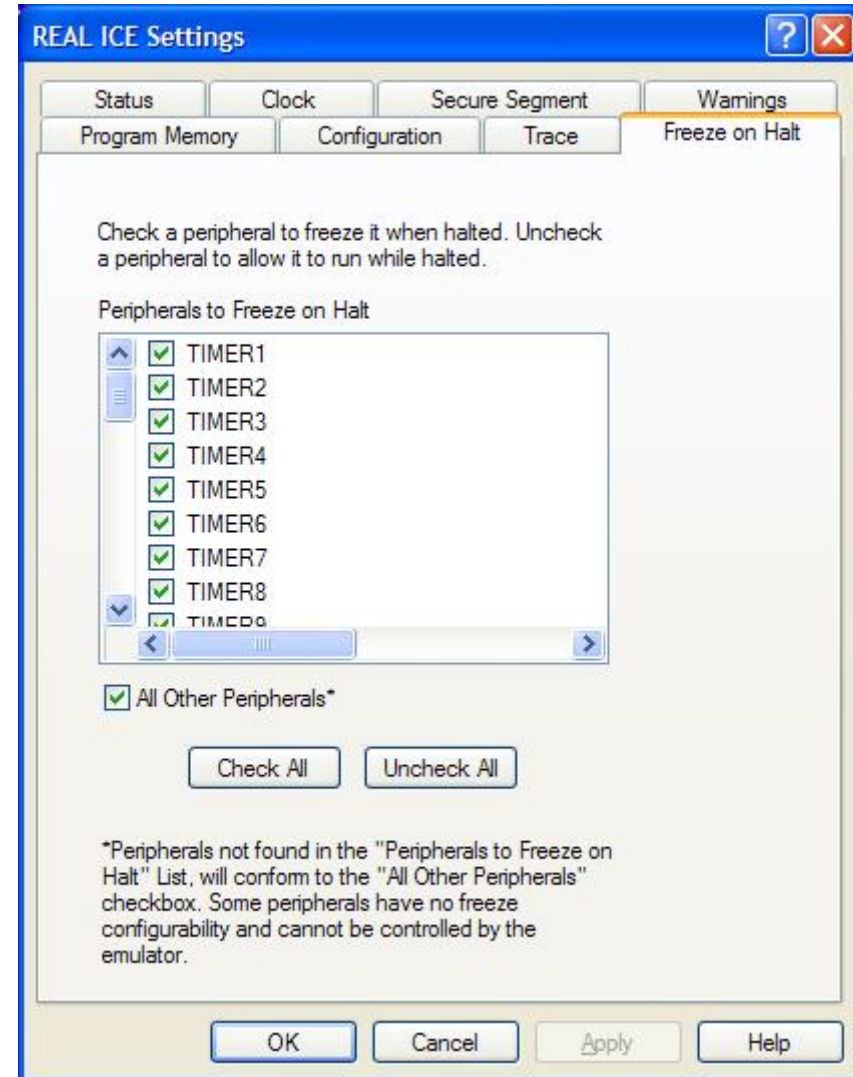 REAL ICE Settings
Status Clock Secure Segment Warnings
Program Memory Configuration Trace Freeze on Halt
Check a peripheral to freeze it when halted. Uncheck
a peripheral to allow it to run while halted.
Peripherals to Freeze on Halt
TIMER1
TIMER2
TIMER3
TIMER4
TIMER5
TIMER6
TIMER7
TIMER8
TIMER9
All Other Peripherals*
Check All Uncheck All
*Peripherals not found in the "Peripherals to Freeze on
Halt" List, will conform to the "All Other Peripherals"
checkbox. Some peripherals have no freeze
configurability and cannot be controlled by the
emulator.
OK Cancel Apply Help